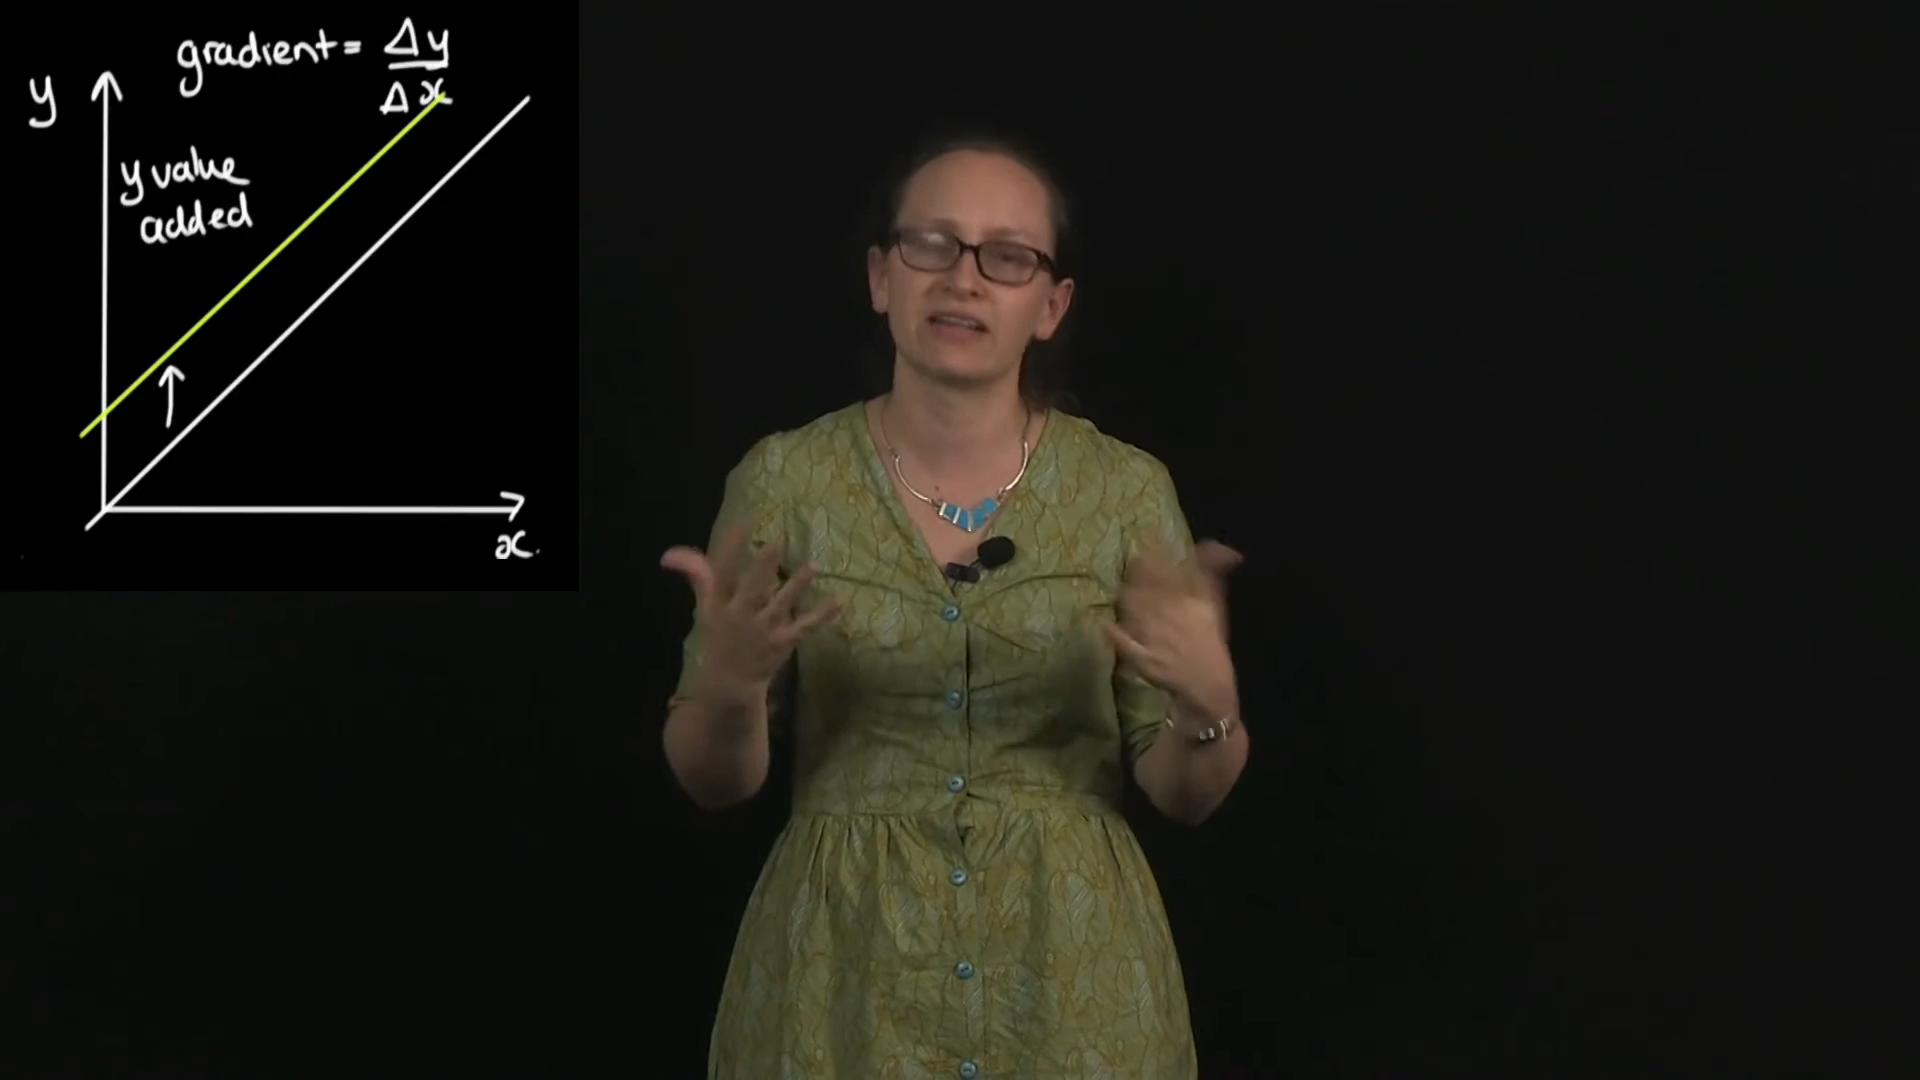 gradient = Δy
Δx
y
y value
added
x